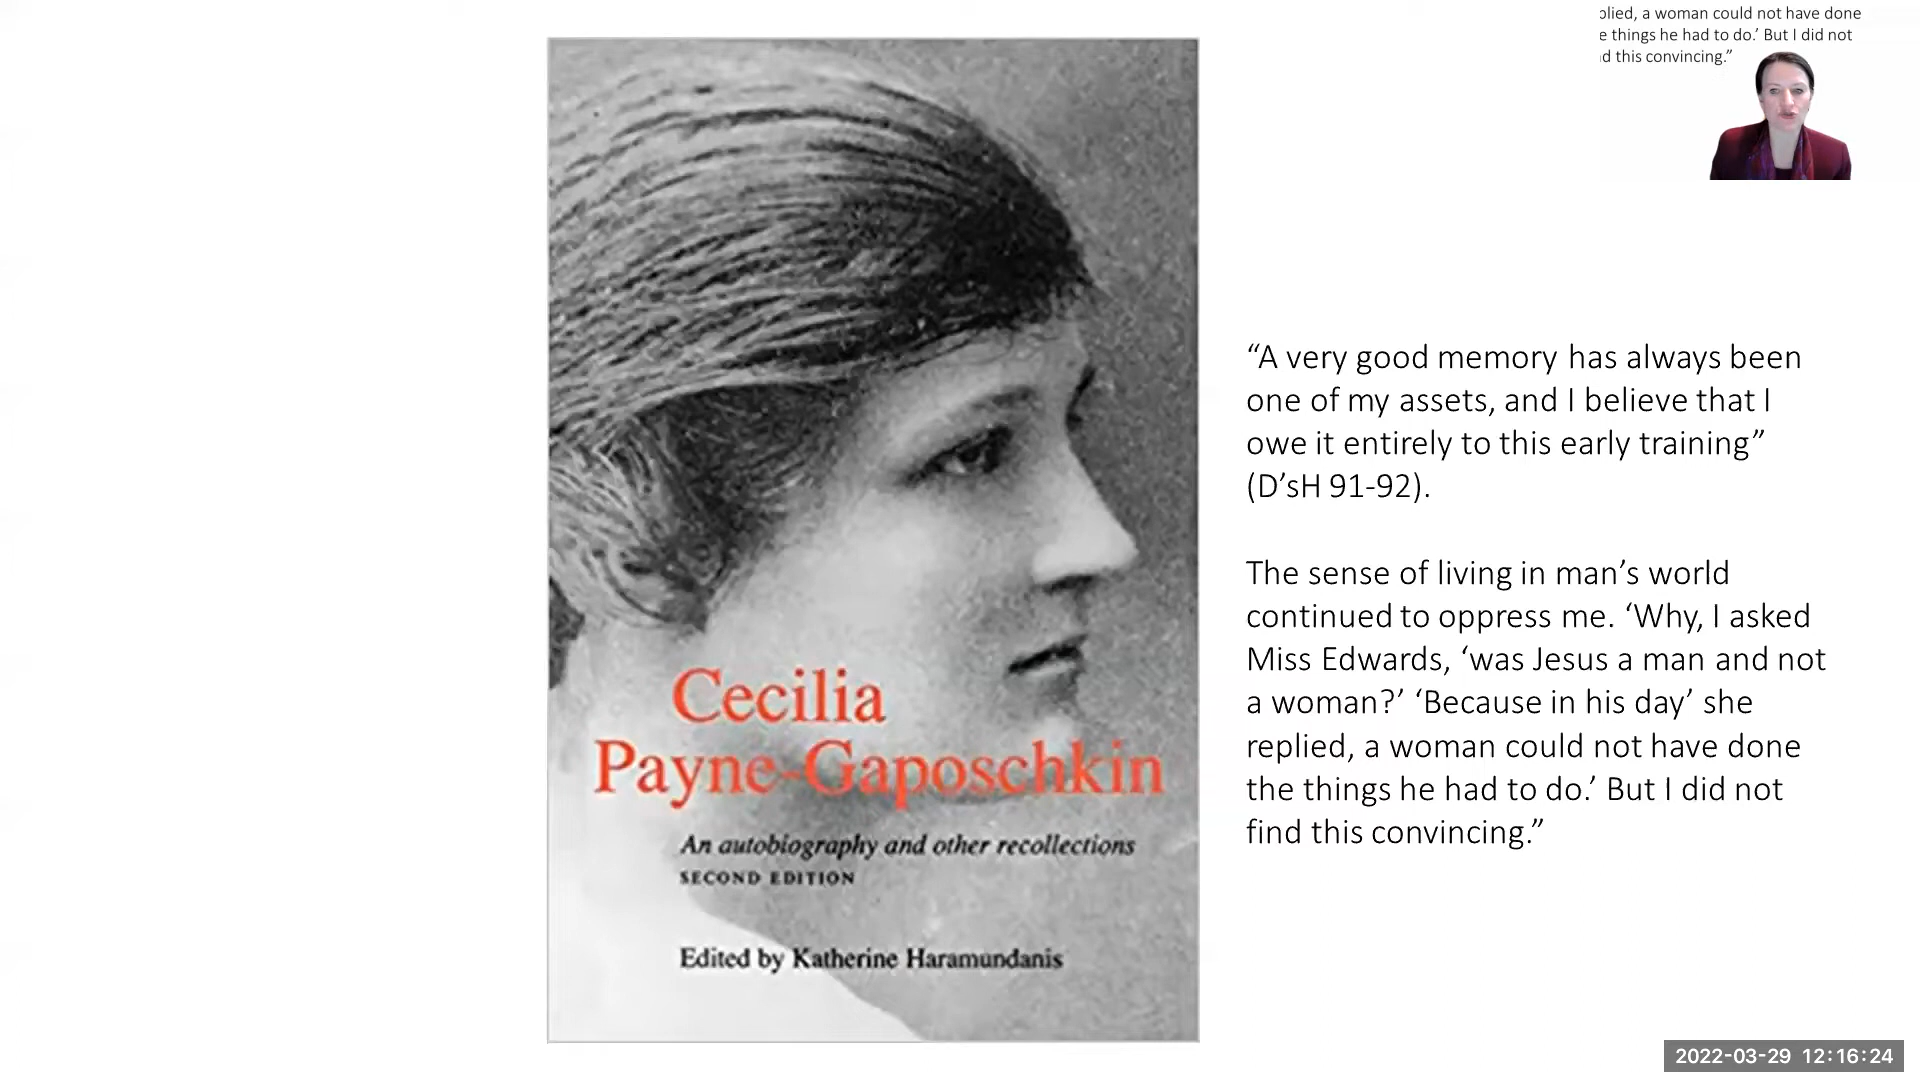 plied, a woman could not have done
e things he had to do.’ But I did not
d this convincing.”
Cecilia
Payne-Gaposchkin
An autobiography and other recollections
SECOND EDITION
Edited by Katherine Haramundanis
“A very good memory has always been
one of my assets, and I believe that I
owe it entirely to this early training”
(D’sH 91-92).
The sense of living in man’s world
continued to oppress me. ‘Why, I asked
Miss Edwards, ‘was Jesus a man and not
a woman?’ ‘Because in his day’ she
replied, a woman could not have done
the things he had to do.’ But I did not
find this convincing.”
2022-03-29 12:16:24